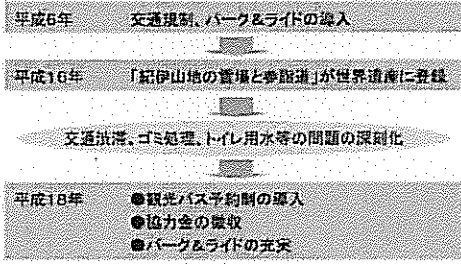 平成6年 交通規制、パーク&ライドの導入
平成16年 「紀伊山地の霊場と参詣道」が世界遺産に登録
交通渋滞、ゴミ処理、トイレ用水等の問題の深刻化
平成18年 ●観光バス予約制の導入
●協力金の徴収
●パーク&ライドの充実